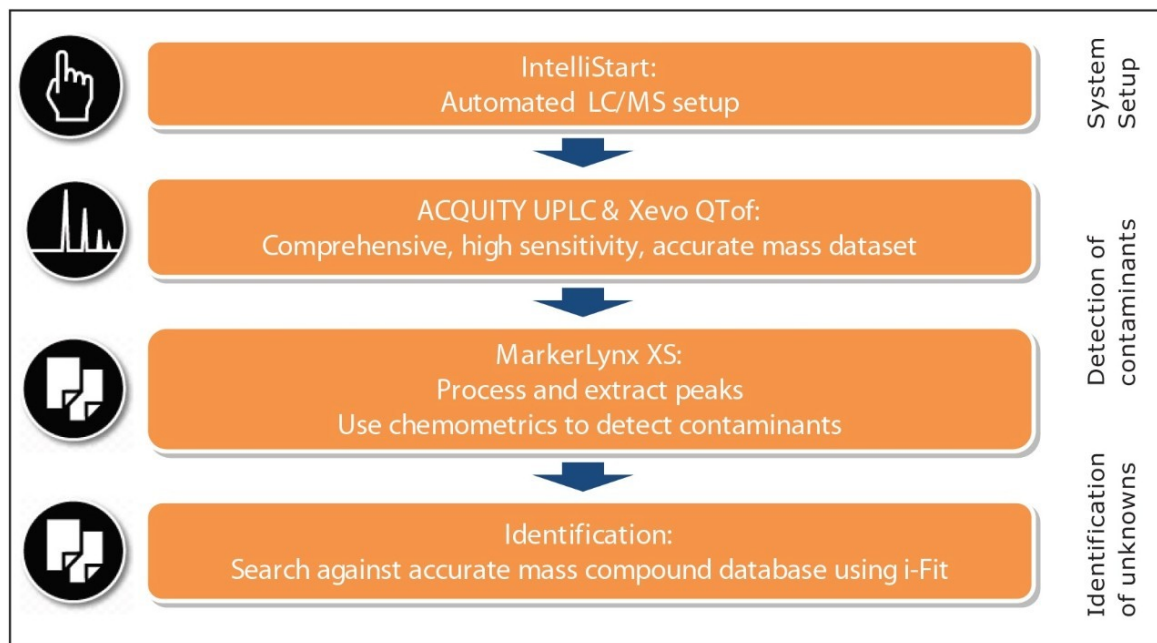 IntelliStart:
Automated LC/MS setup
System
Setup
ACQUITY UPLC & Xevo QTof:
Comprehensive, high sensitivity, accurate mass dataset
Detection of
contaminants
MarkerLynx XS:
Process and extract peaks
Use chemometrics to detect contaminants
Identification:
Search against accurate mass compound database using i-Fit
Identification
of unknowns